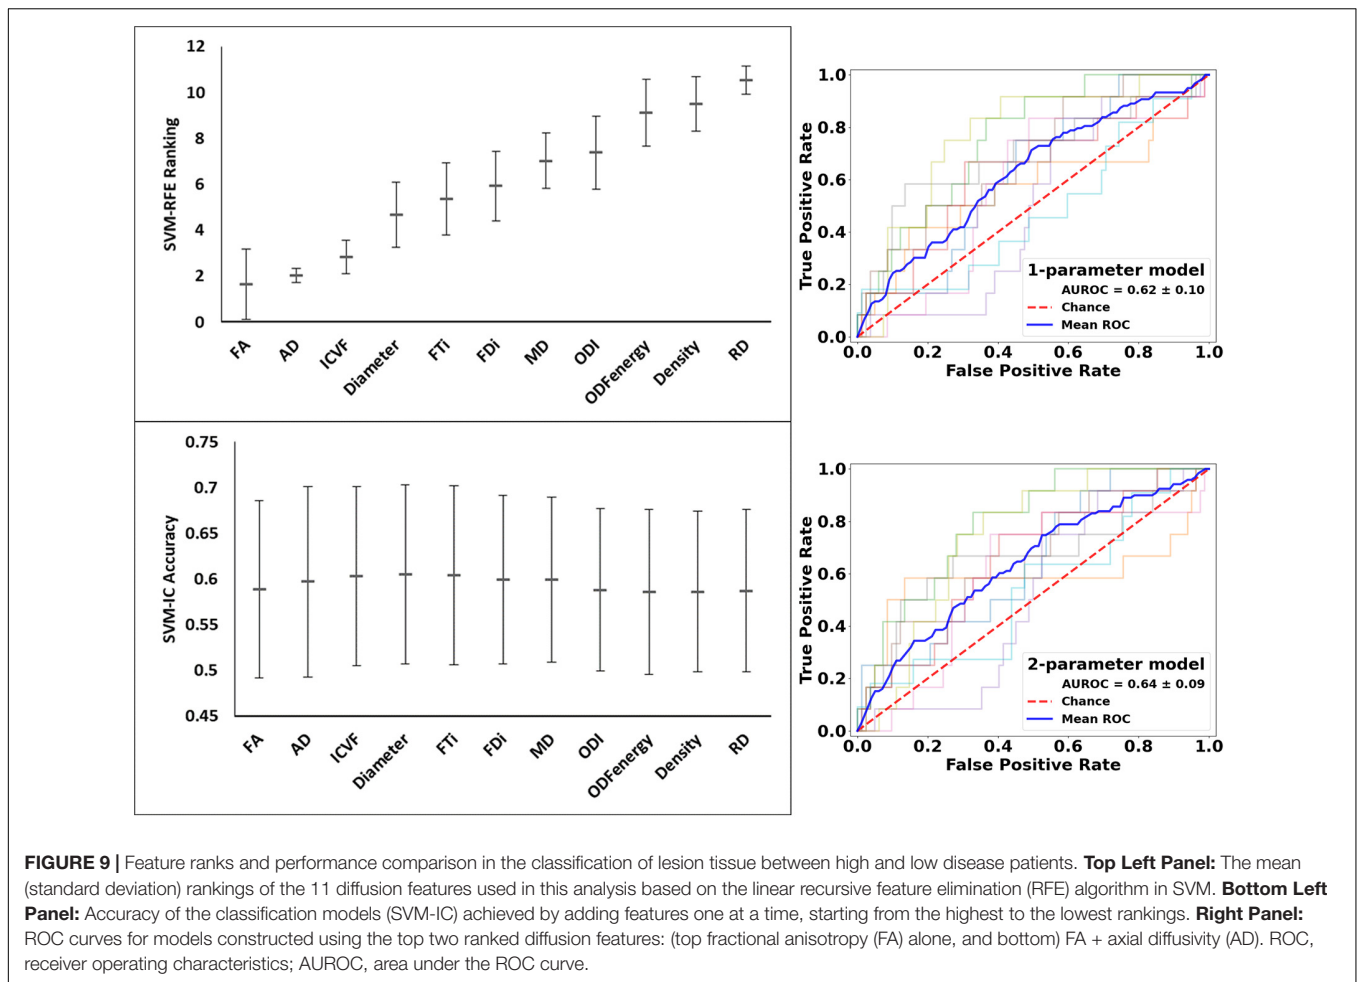 12
10
8
6
4
2
0
SVM-RFE Ranking
FA
AD
ICVF
Diameter
FTi
FDi
MD
ODI
ODFenergy
Density
RD
1.0
0.8
0.6
0.4
0.2
0.0
True Positive Rate
1-parameter model
AUROC = 0.62 ± 0.10
Chance
Mean ROC
0.0 0.2 0.4 0.6 0.8 1.0
False Positive Rate
0.75
0.7
0.65
0.6
0.55
0.5
0.45
SVM-IC Accuracy
FA
AD
ICVF
Diameter
FTi
FDi
MD
ODI
ODFenergy
Density
RD
1.0
0.8
0.6
0.4
0.2
0.0
True Positive Rate
2-parameter model
AUROC = 0.64 ± 0.09
Chance
Mean ROC
0.0 0.2 0.4 0.6 0.8 1.0
False Positive Rate
FIGURE 9 | Feature ranks and performance comparison in the classification of lesion tissue between high and low disease patients. Top Left Panel: The mean
(standard deviation) rankings of the 11 diffusion features used in this analysis based on the linear recursive feature elimination (RFE) algorithm in SVM. Bottom Left
Panel: Accuracy of the classification models (SVM-IC) achieved by adding features one at a time, starting from the highest to the lowest rankings. Right Panel:
ROC curves for models constructed using the top two ranked diffusion features: (top fractional anisotropy (FA) alone, and bottom) FA + axial diffusivity (AD). ROC,
receiver operating characteristics; AUROC, area under the ROC curve.